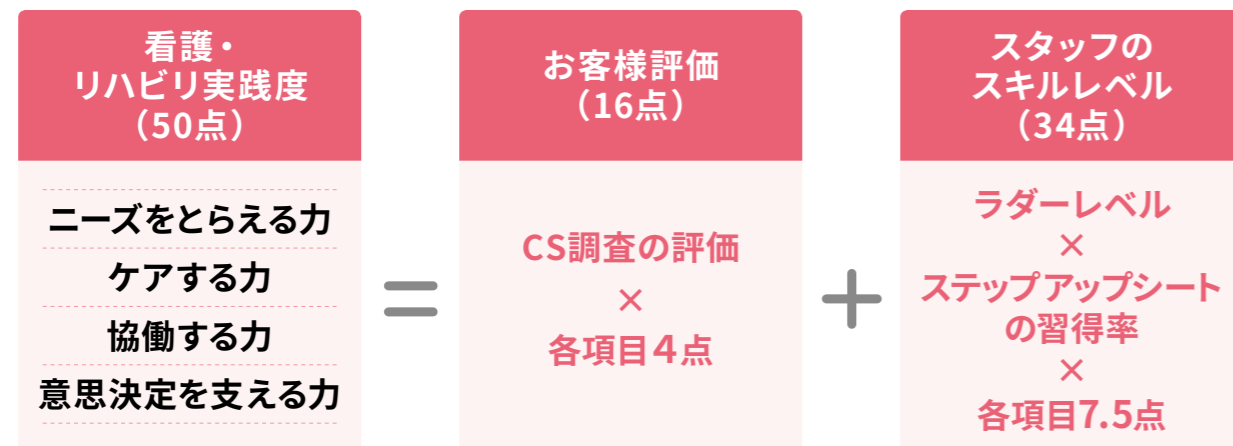 看護・
リハビリ実践度
（50点）
ニーズをとらえる力
ケアする力
協働する力
意思決定を支える力
＝
お客様評価
（16点）
CS調査の評価
×
各項目4点
＋
スタッフの
スキルレベル
（34点）
ラダーレベル
×
ステップアップシート
の習得率
×
各項目7.5点